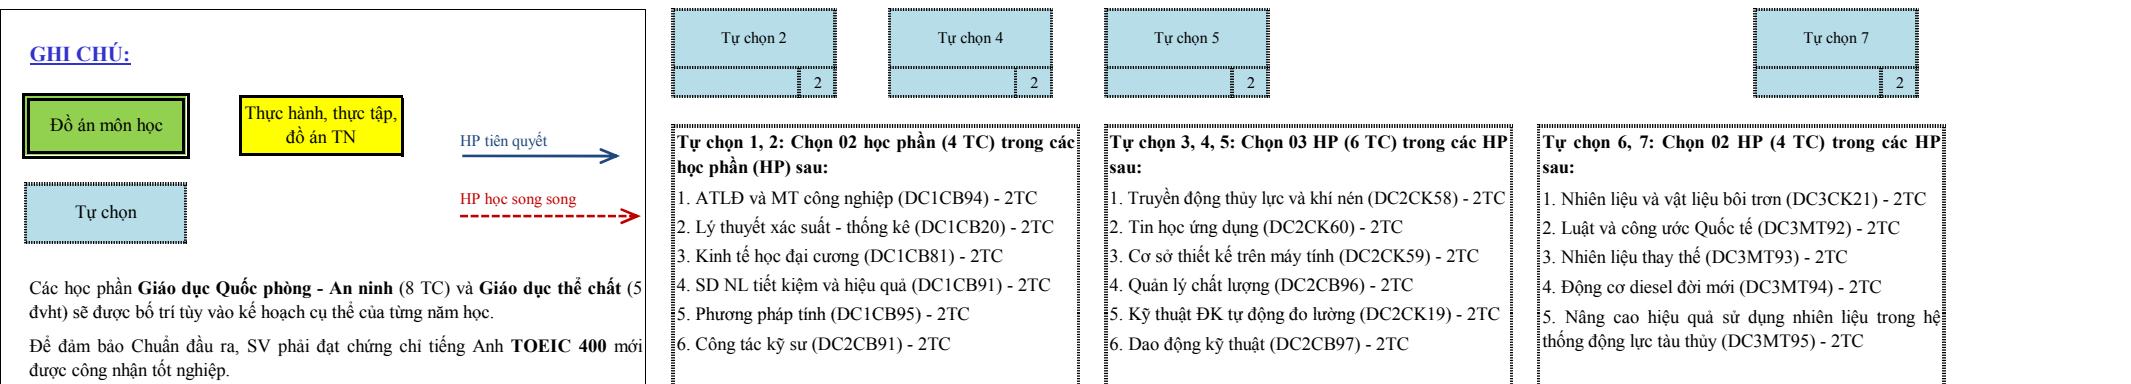 GHI CHÚ:
Đồ án môn học
Thực hành, thực tập,
đồ án TN
HP tiên quyết
HP học song song
Tự chọn
Các học phần Giáo dục Quốc phòng - An ninh (8 TC) và Giáo dục thể chất (5
đvht) sẽ được bố trí tùy vào kế hoạch cụ thể của từng năm học.
Để đảm bảo Chuẩn đầu ra, SV phải đạt chứng chỉ tiếng Anh TOEIC 400 mới
được công nhận tốt nghiệp.
Tự chọn 2
2
Tự chọn 4
2
Tự chọn 5
2
Tự chọn 7
2
Tự chọn 1, 2: Chọn 02 học phần (4 TC) trong các
học phần (HP) sau:
1. ATLĐ và MT công nghiệp (DC1CB94) - 2TC
2. Lý thuyết xác suất - thống kê (DC1CB20) - 2TC
3. Kinh tế học đại cương (DC1CB81) - 2TC
4. SD NL tiết kiệm và hiệu quả (DC1CB91) - 2TC
5. Phương pháp tính (DC1CB95) - 2TC
6. Công tác kỹ sư (DC2CB91) - 2TC
Tự chọn 3, 4, 5: Chọn 03 HP (6 TC) trong các HP
sau:
1. Truyền động thủy lực và khí nén (DC2CK58) - 2TC
2. Tin học ứng dụng (DC2CK60) - 2TC
3. Cơ sở thiết kế trên máy tính (DC2CK59) - 2TC
4. Quản lý chất lượng (DC2CB96) - 2TC
5. Kỹ thuật ĐK tự động đo lường (DC2CK19) - 2TC
6. Dao động kỹ thuật (DC2CB97) - 2TC
Tự chọn 6, 7: Chọn 02 HP (4 TC) trong các HP
sau:
1. Nhiên liệu và vật liệu bôi trơn (DC3CK21) - 2TC
2. Luật và công ước Quốc tế (DC3MT92) - 2TC
3. Nhiên liệu thay thế (DC3MT93) - 2TC
4. Động cơ diesel đời mới (DC3MT94) - 2TC
5. Nâng cao hiệu quả sử dụng nhiên liệu trong hệ
thống động lực tàu thủy (DC3MT95) - 2TC